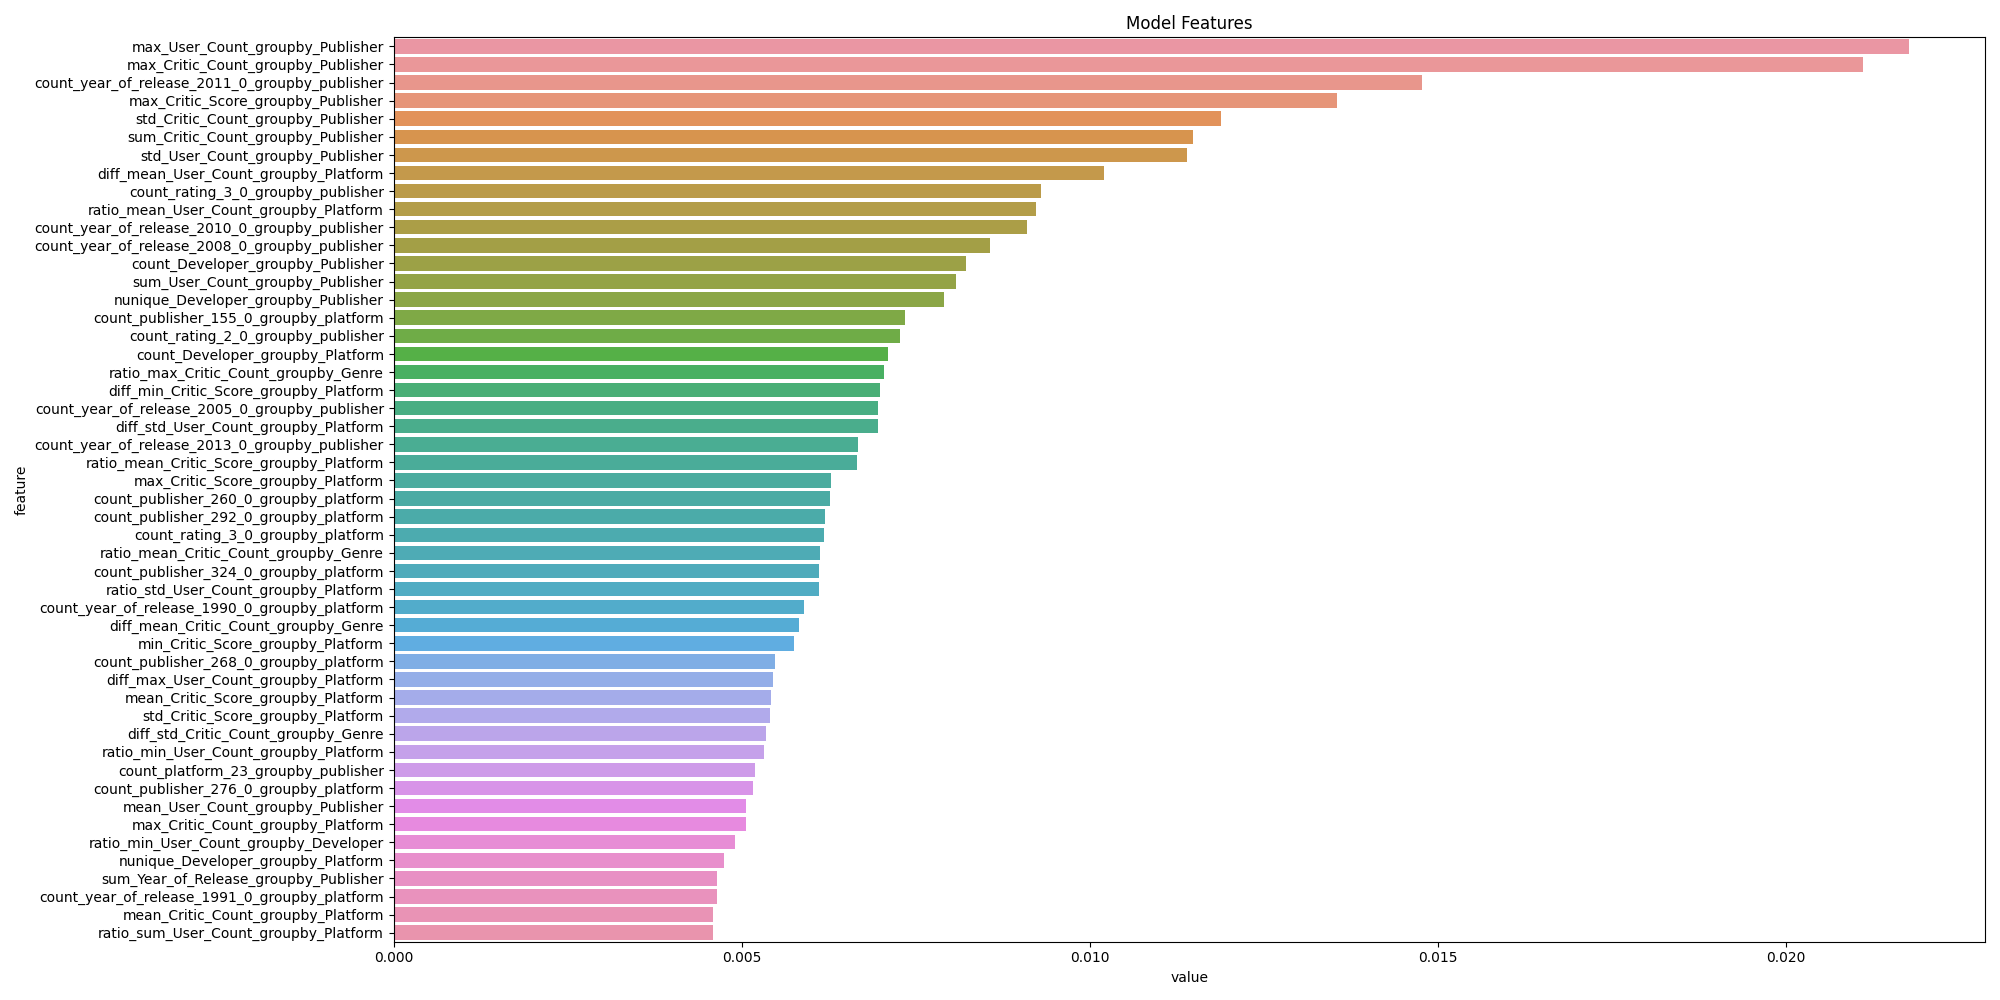 Model Features
max_User_Count_groupby_Publisher
max_Critic_Count_groupby_Publisher
count_year_of_release_2011_0_groupby_publisher
max_Critic_Score_groupby_Publisher
std_Critic_Count_groupby_Publisher
sum_Critic_Count_groupby_Publisher
std_User_Count_groupby_Publisher
diff_mean_User_Count_groupby_Platform
count_rating_3_0_groupby_publisher
ratio_mean_User_Count_groupby_Platform
count_year_of_release_2010_0_groupby_publisher
count_year_of_release_2008_0_groupby_publisher
count_Developer_groupby_Publisher
sum_User_Count_groupby_Publisher
nunique_Developer_groupby_Publisher
count_publisher_155_0_groupby_platform
count_rating_2_0_groupby_publisher
count_Developer_groupby_Platform
ratio_max_Critic_Count_groupby_Genre
diff_min_Critic_Score_groupby_Platform
count_year_of_release_2005_0_groupby_publisher
diff_std_User_Count_groupby_Platform
count_year_of_release_2013_0_groupby_publisher
ratio_mean_Critic_Score_groupby_Platform
max_Critic_Score_groupby_Platform
count_publisher_260_0_groupby_platform
count_publisher_292_0_groupby_platform
count_rating_3_0_groupby_platform
ratio_mean_Critic_Count_groupby_Genre
count_publisher_324_0_groupby_platform
ratio_std_User_Count_groupby_Platform
count_year_of_release_1990_0_groupby_platform
diff_mean_Critic_Count_groupby_Genre
min_Critic_Score_groupby_Platform
count_publisher_268_0_groupby_platform
diff_max_User_Count_groupby_Platform
mean_Critic_Score_groupby_Platform
std_Critic_Score_groupby_Platform
diff_std_Critic_Count_groupby_Genre
ratio_min_User_Count_groupby_Platform
count_platform_23_groupby_publisher
count_publisher_276_0_groupby_platform
mean_User_Count_groupby_Publisher
max_Critic_Count_groupby_Platform
ratio_min_User_Count_groupby_Developer
nunique_Developer_groupby_Platform
sum_Year_of_Release_groupby_Publisher
count_year_of_release_1991_0_groupby_platform
mean_Critic_Count_groupby_Platform
ratio_sum_User_Count_groupby_Platform
feature
0.000 0.005 0.010 0.015 0.020
value